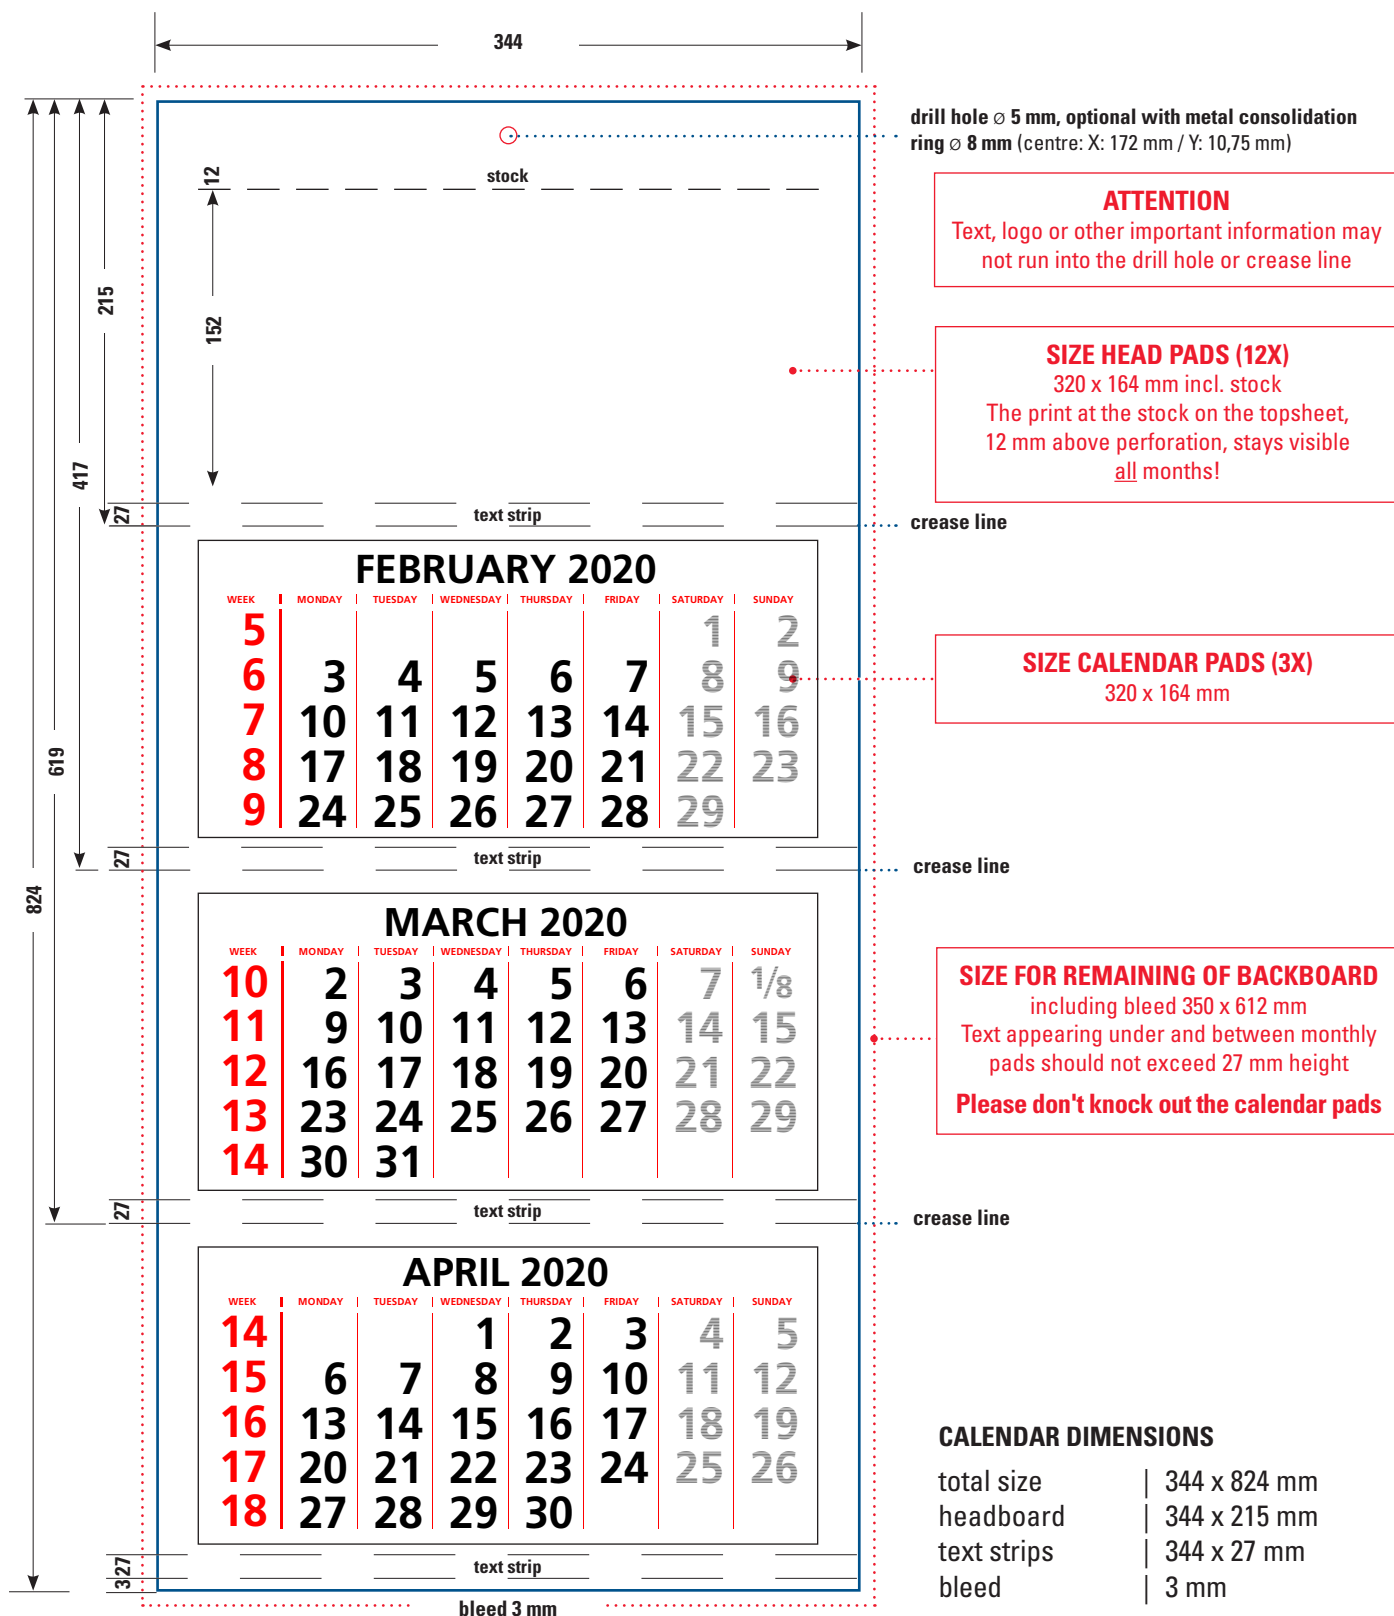 344
drill hole ⌀ 5 mm, optional with metal consolidation
ring ⌀ 8 mm (centre: X: 172 mm / Y: 10,75 mm)
12
stock
ATTENTION
Text, logo or other important information may
not run into the drill hole or crease line
215
152
SIZE HEAD PADS (12X)
320 x 164 mm incl. stock
The print at the stock on the topsheet,
12 mm above perforation, stays visible
all months!
417
27
text strip
crease line
FEBRUARY 2020
WEEK MONDAY TUESDAY WEDNESDAY THURSDAY FRIDAY SATURDAY SUNDAY
5 1 2
6 3 4 5 6 7 8 9
7 10 11 12 13 14 15 16
8 17 18 19 20 21 22 23
9 24 25 26 27 28 29
SIZE CALENDAR PADS (3X)
320 x 164 mm
619
27
text strip
crease line
824
MARCH 2020
WEEK MONDAY TUESDAY WEDNESDAY THURSDAY FRIDAY SATURDAY SUNDAY
10 2 3 4 5 6 7 1/8
11 9 10 11 12 13 14 15
12 16 17 18 19 20 21 22
13 23 24 25 26 27 28 29
14 30 31
SIZE FOR REMAINING OF BACKBOARD
including bleed 350 x 612 mm
Text appearing under and between monthly
pads should not exceed 27 mm height
Please don't knock out the calendar pads
27
text strip
crease line
APRIL 2020
WEEK MONDAY TUESDAY WEDNESDAY THURSDAY FRIDAY SATURDAY SUNDAY
14 1 2 3 4 5
15 6 7 8 9 10 11 12
16 13 14 15 16 17 18 19
17 20 21 22 23 24 25 26
18 27 28 29 30
27
text strip
3
bleed 3 mm
CALENDAR DIMENSIONS
total size | 344 x 824 mm
headboard | 344 x 215 mm
text strips | 344 x 27 mm
bleed | 3 mm